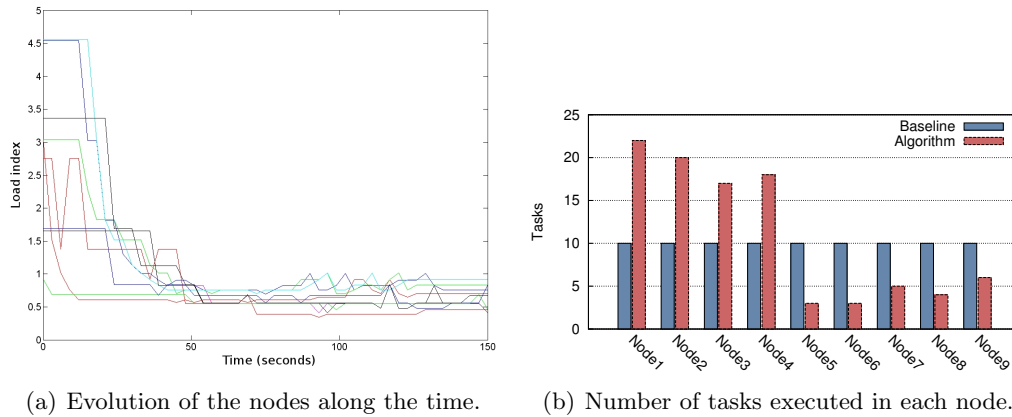 5
4.5
4
3.5
3
2.5
2
1.5
1
0.5
0
Load index
0
50
100
150
Time (seconds)
(a) Evolution of the nodes along the time.
25
20
15
10
5
0
Tasks
Baseline
Algorithm
Node1
Node2
Node3
Node4
Node5
Node6
Node7
Node8
Node9
(b) Number of tasks executed in each node.